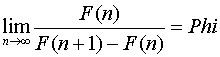 lim n→∞ F(n) / (F(n+1) − F(n)) = Phi